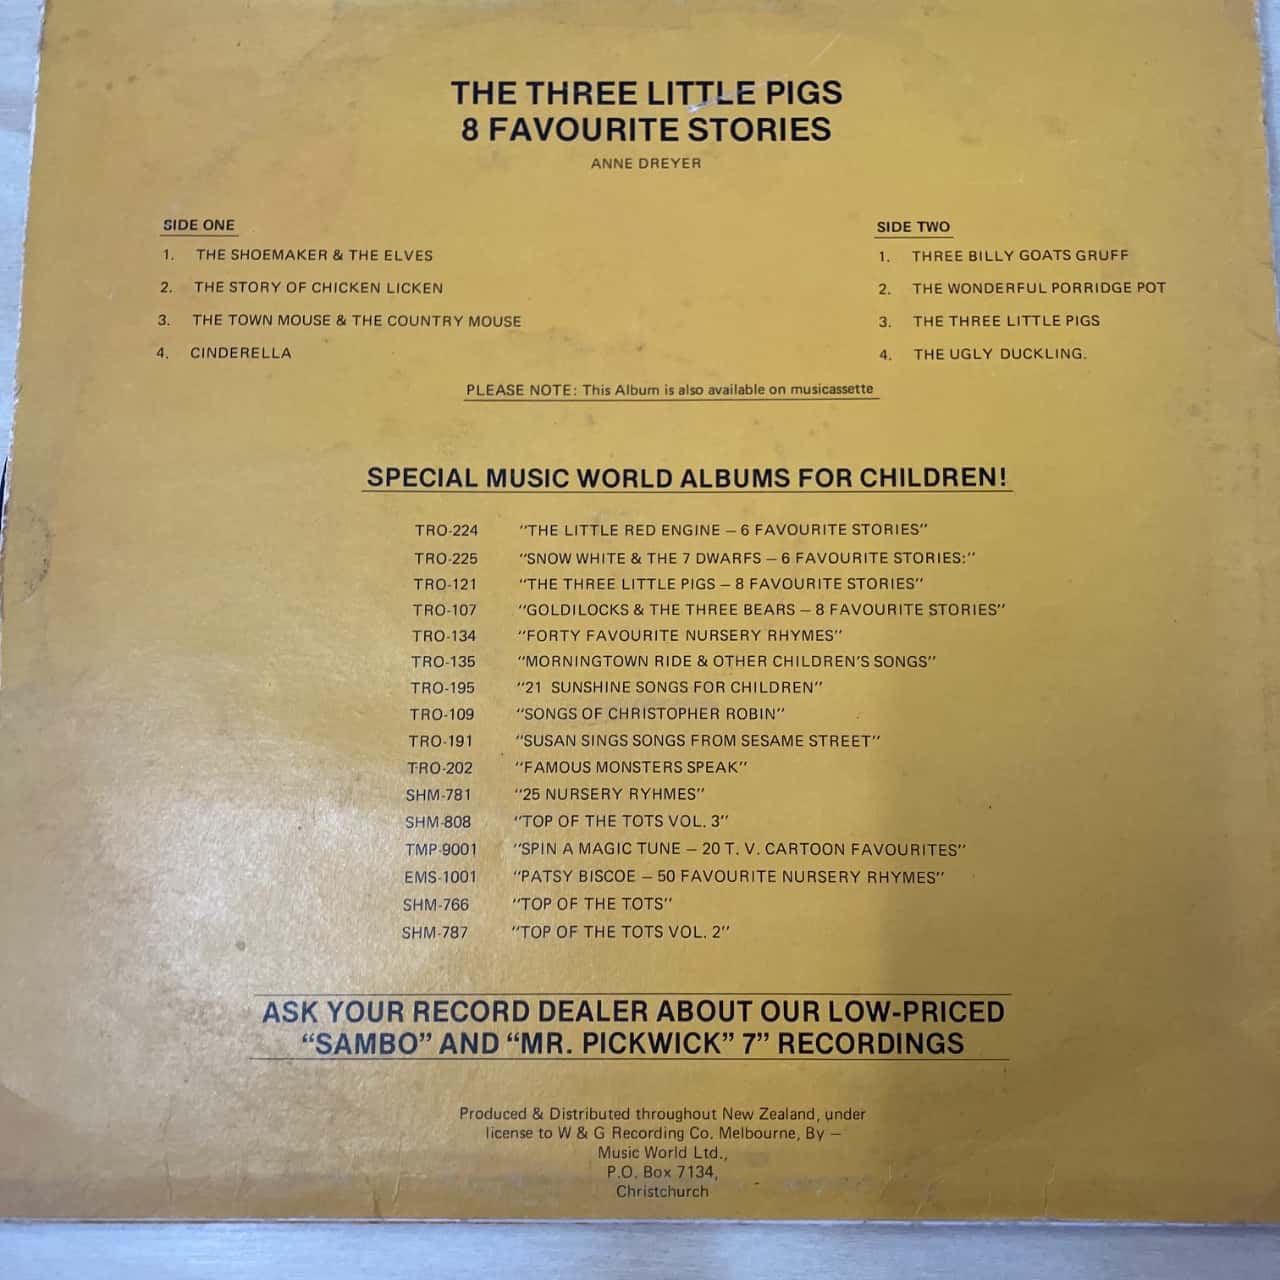 THE THREE LITTLE PIGS
8 FAVOURITE STORIES
ANNE DREYER
SIDE ONE
1. THE SHOEMAKER & THE ELVES
2. THE STORY OF CHICKEN LICKEN
3. THE TOWN MOUSE & THE COUNTRY MOUSE
4. CINDERELLA
SIDE TWO
1. THREE BILLY GOATS GRUFF
2. THE WONDERFUL PORRIDGE POT
3. THE THREE LITTLE PIGS
4. THE UGLY DUCKLING.
PLEASE NOTE: This Album is also available on musicassette
SPECIAL MUSIC WORLD ALBUMS FOR CHILDREN!
TRO-224 "THE LITTLE RED ENGINE – 6 FAVOURITE STORIES"
TRO-225 "SNOW WHITE & THE 7 DWARFS – 6 FAVOURITE STORIES:"
TRO-121 "THE THREE LITTLE PIGS – 8 FAVOURITE STORIES"
TRO-107 "GOLDILOCKS & THE THREE BEARS – 8 FAVOURITE STORIES"
TRO-134 "FORTY FAVOURITE NURSERY RHYMES"
TRO-135 "MORNINGTOWN RIDE & OTHER CHILDREN'S SONGS"
TRO-195 "21 SUNSHINE SONGS FOR CHILDREN"
TRO-109 "SONGS OF CHRISTOPHER ROBIN"
TRO-191 "SUSAN SINGS SONGS FROM SESAME STREET"
TRO-202 "FAMOUS MONSTERS SPEAK"
SHM-781 "25 NURSERY RYHMES"
SHM-808 "TOP OF THE TOTS VOL. 3"
TMP-9001 "SPIN A MAGIC TUNE – 20 T. V. CARTOON FAVOURITES"
EMS-1001 "PATSY BISCOE – 50 FAVOURITE NURSERY RHYMES"
SHM-766 "TOP OF THE TOTS"
SHM-787 "TOP OF THE TOTS VOL. 2"
ASK YOUR RECORD DEALER ABOUT OUR LOW-PRICED
"SAMBO" AND "MR. PICKWICK" 7" RECORDINGS
Produced & Distributed throughout New Zealand, under
license to W & G Recording Co. Melbourne, By –
Music World Ltd.,
P.O. Box 7134,
Christchurch